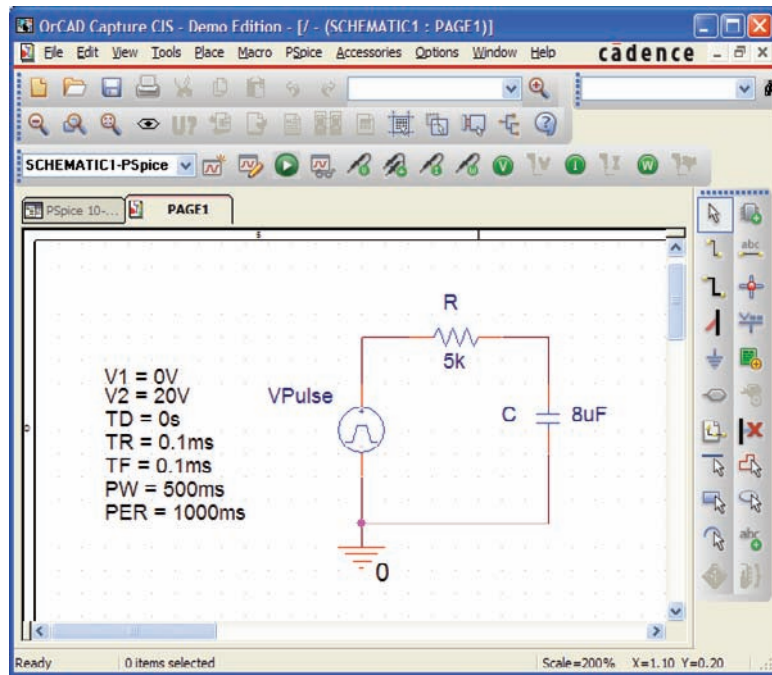 OrCAD Capture CIS - Demo Edition - [/ - (SCHEMATIC1 : PAGE1)]
File Edit View Tools Place Macro PSpice Accessories Options Window Help cādence
U?
SCHEMATIC1-PSpice
V
V
I
I
W
PSpice 10-...
PAGE1
abc
R
5k
V1 = 0V
V2 = 20V
TD = 0s
TR = 0.1ms
TF = 0.1ms
PW = 500ms
PER = 1000ms
VPulse
C
8uF
0
abc
Ready
0 items selected
Scale=200%
X=1.10 Y=0.20